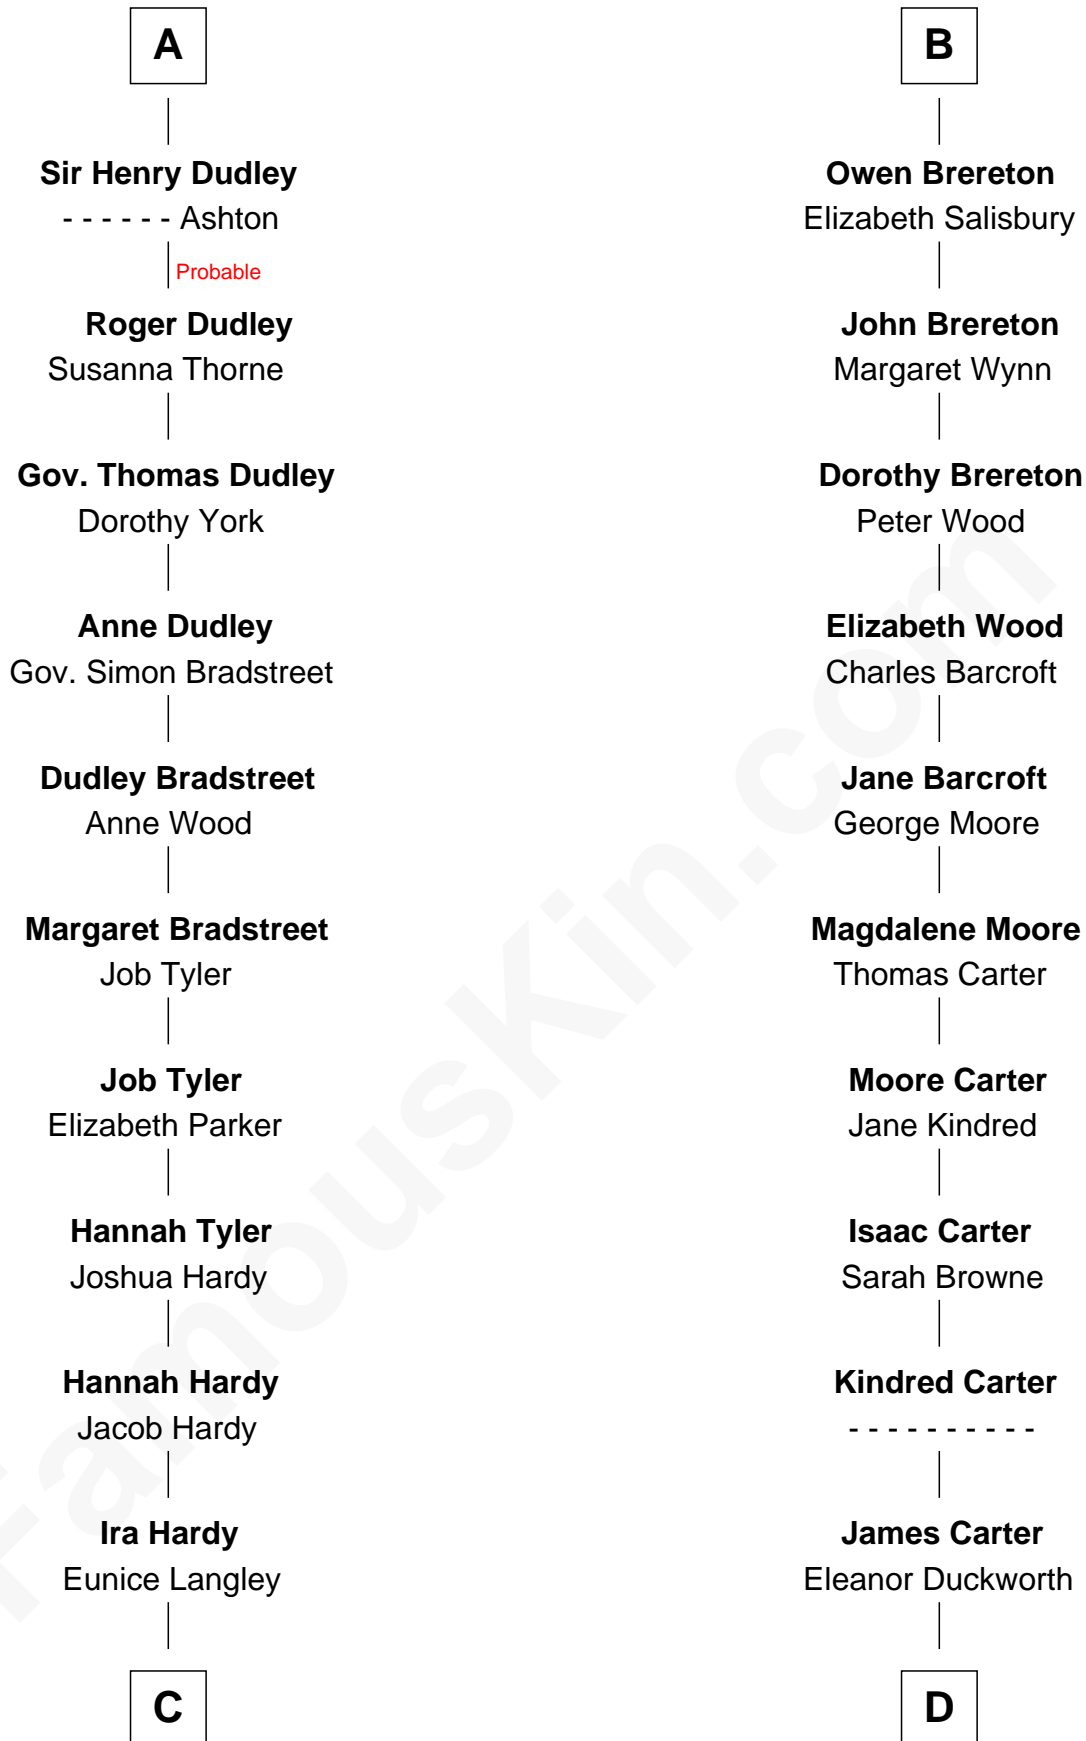 A
Sir Henry Dudley
- - - - - - Ashton
Probable
Roger Dudley
Susanna Thorne
Gov. Thomas Dudley
Dorothy York
Anne Dudley
Gov. Simon Bradstreet
Dudley Bradstreet
Anne Wood
Margaret Bradstreet
Job Tyler
Job Tyler
Elizabeth Parker
Hannah Tyler
Joshua Hardy
Hannah Hardy
Jacob Hardy
Ira Hardy
Eunice Langley
C
B
Owen Brereton
Elizabeth Salisbury
John Brereton
Margaret Wynn
Dorothy Brereton
Peter Wood
Elizabeth Wood
Charles Barcroft
Jane Barcroft
George Moore
Magdalene Moore
Thomas Carter
Moore Carter
Jane Kindred
Isaac Carter
Sarah Browne
Kindred Carter
- - - - - - - - - -
James Carter
Eleanor Duckworth
D
FamousKin.com